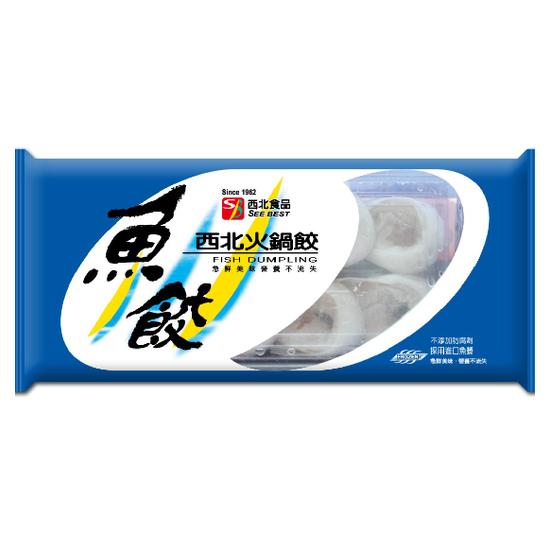 魚餃
Since 1982
西北食品
SEE BEST
西北火鍋餃
FISH DUMPLING
急鮮美味營養不流失
不添加防腐劑
採用進口魚漿
急鮮美味、營養不流失